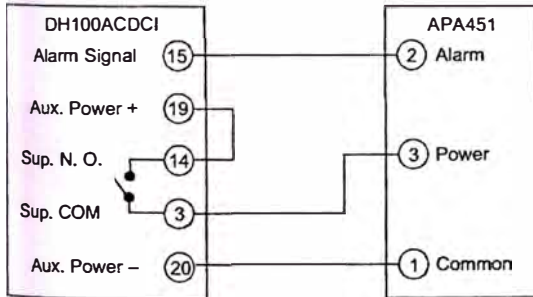 DH100ACDCI
APA451
Alarm Signal 15
2 Alarm
Aux. Power + 19
Sup. N. O. 14
3 Power
Sup. COM 3
Aux. Power – 20
1 Common